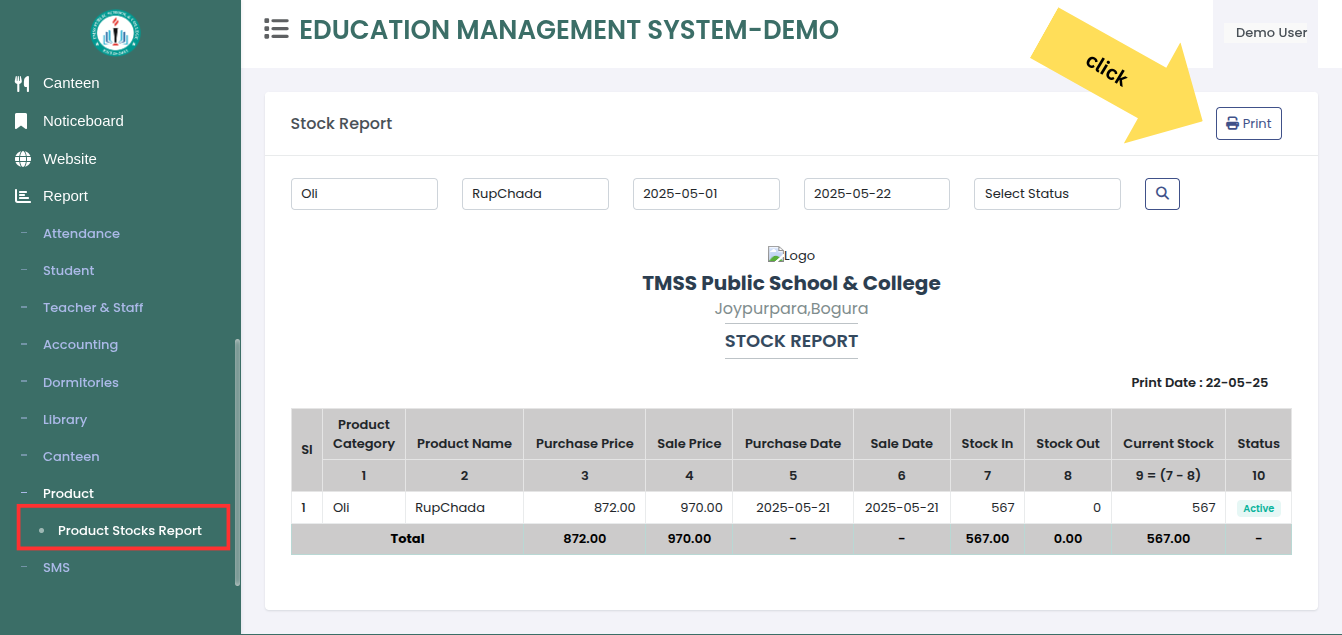 EDUCATION MANAGEMENT SYSTEM-DEMO
Demo User
click
Canteen
Noticeboard
Website
Report
Attendance
Student
Teacher & Staff
Accounting
Dormitories
Library
Canteen
Product
Product Stocks Report
SMS
Stock Report
Print
Oli RupChada 2025-05-01 2025-05-22 Select Status
Logo
TMSS Public School & College
Joypurpara,Bogura
STOCK REPORT
Print Date : 22-05-25
Sl Product Category Product Name Purchase Price Sale Price Purchase Date Sale Date Stock In Stock Out Current Stock Status
1 2 3 4 5 6 7 8 9 = (7 - 8) 10
1 Oli RupChada 872.00 970.00 2025-05-21 2025-05-21 567 0 567 Active
Total 872.00 970.00 - - 567.00 0.00 567.00 -